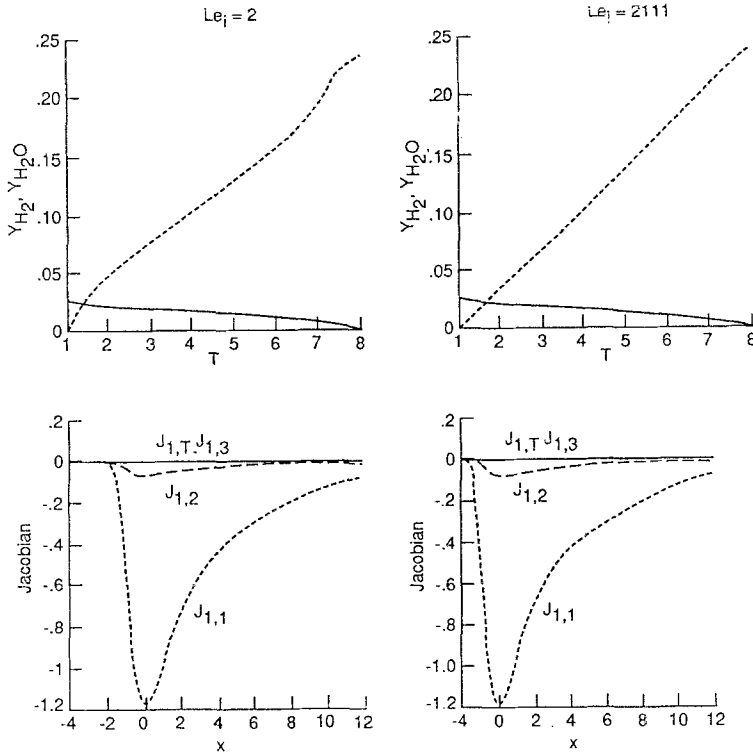 Le_i = 2
.25
.20
.15
.10
.05
0
Y_H2, Y_H2O
1 2 3 4 5 6 7 8
T
Le_i = 2111
.25
.20
.15
.10
.05
0
Y_H2, Y_H2O
1 2 3 4 5 6 7 8
T
.2
0
-.2
-.4
-.6
-.8
-1
-1.2
Jacobian
J_1,T J_1,3
J_1,2
J_1,1
-4 -2 0 2 4 6 8 10 12
x
.2
0
-.2
-.4
-.6
-.8
-1.0
-1.2
Jacobian
J_1,T J_1,3
J_1,2
J_1,1
-4 -2 0 2 4 6 8 10 12
x